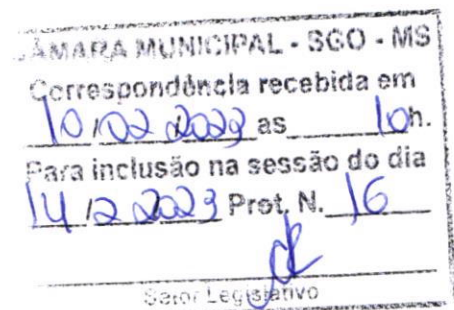 CÂMARA MUNICIPAL - SGO - MS
Correspondência recebida em
10/02 2023 as 10h.
Para inclusão na sessão do dia
14/2 2023 Prot. N. 16
Setor Legislativo